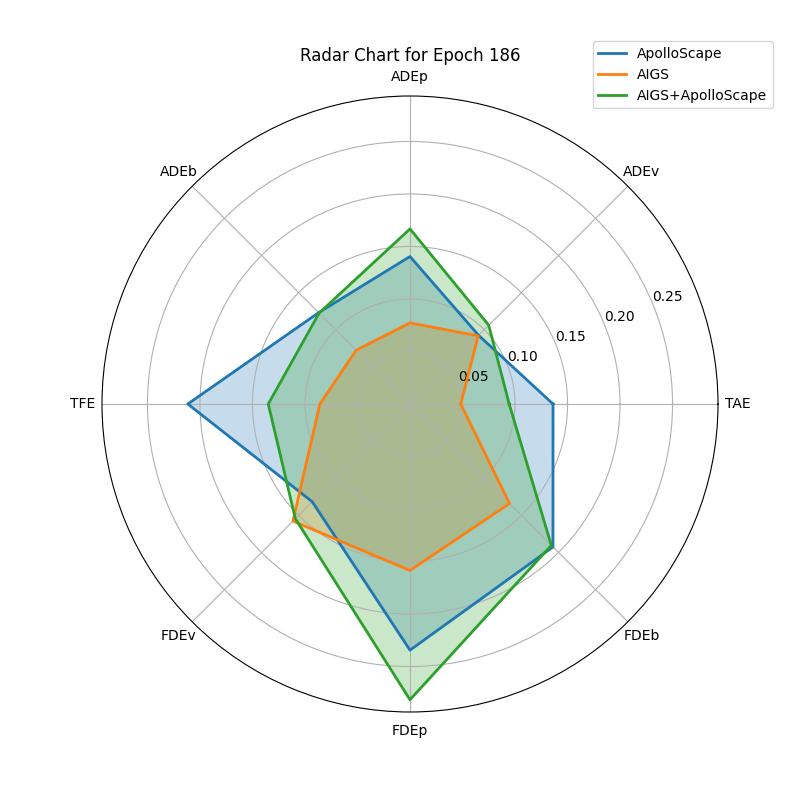 Radar Chart for Epoch 186
ApolloScape
AIGS
AIGS+ApolloScape
ADEp
ADEb
ADEv
0.25
0.20
0.15
0.10
0.05
TFE
TAE
FDEv
FDEb
FDEp